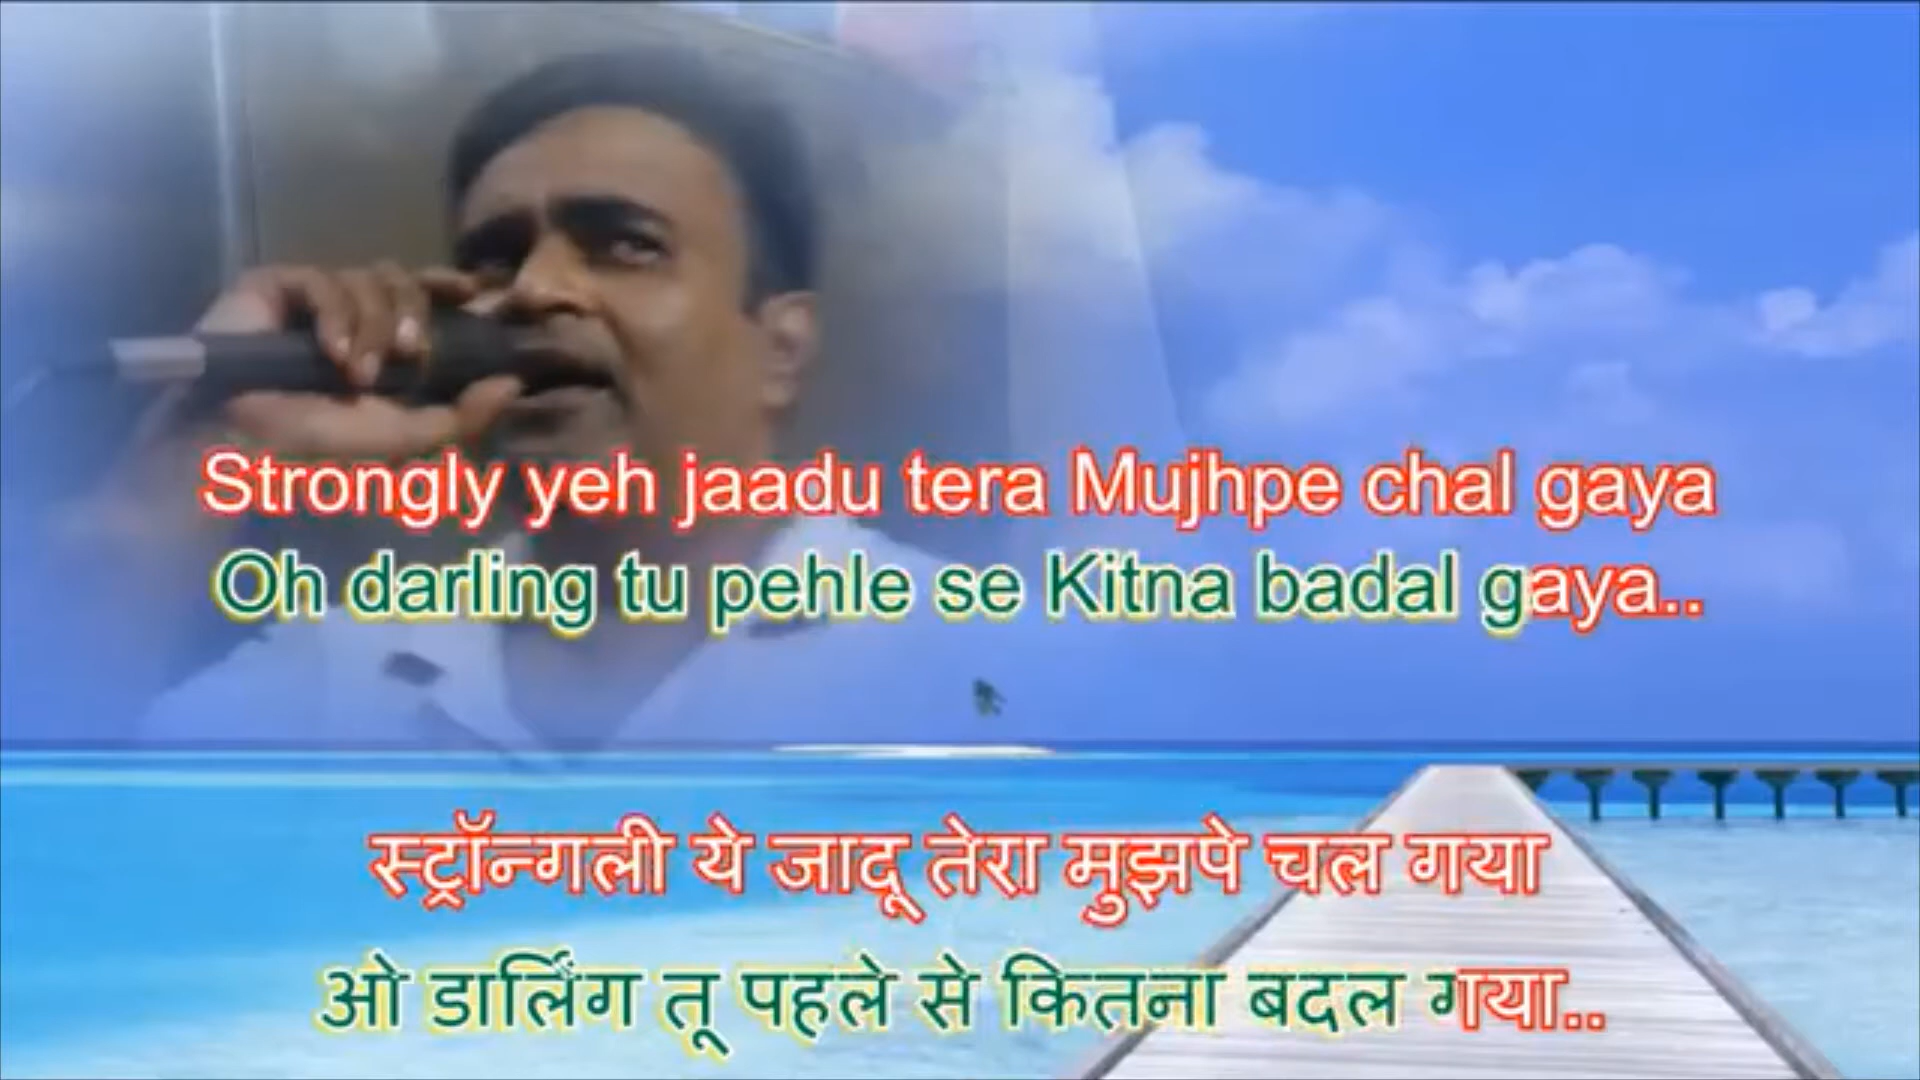 Strongly yeh jaadu tera Mujhpe chal gaya
Oh darling tu pehle se Kitna badal gaya..
स्ट्रॉन्गली ये जादू तेरा मुझपे चल गया
ओ डार्लिंग तू पहले से कितना बदल गया..